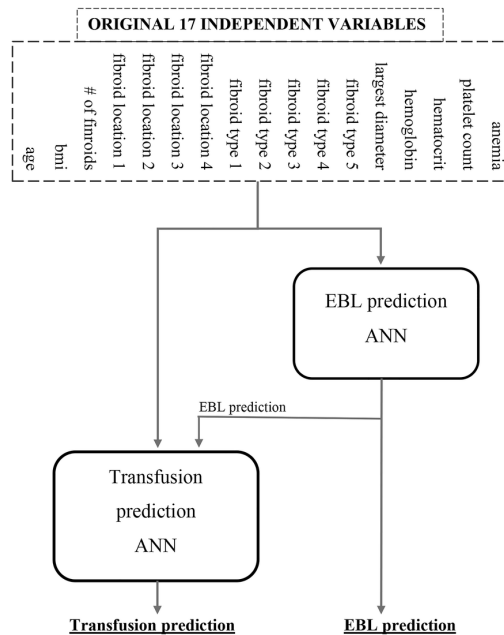 ORIGINAL 17 INDEPENDENT VARIABLES
age
bmi
# of finroids
fibroid location 1
fibroid location 2
fibroid location 3
fibroid location 4
fibroid type 1
fibroid type 2
fibroid type 3
fibroid type 4
fibroid type 5
largest diameter
hemoglobin
hematocrit
platelet count
anemia
EBL prediction
ANN
EBL prediction
Transfusion
prediction
ANN
Transfusion prediction
EBL prediction